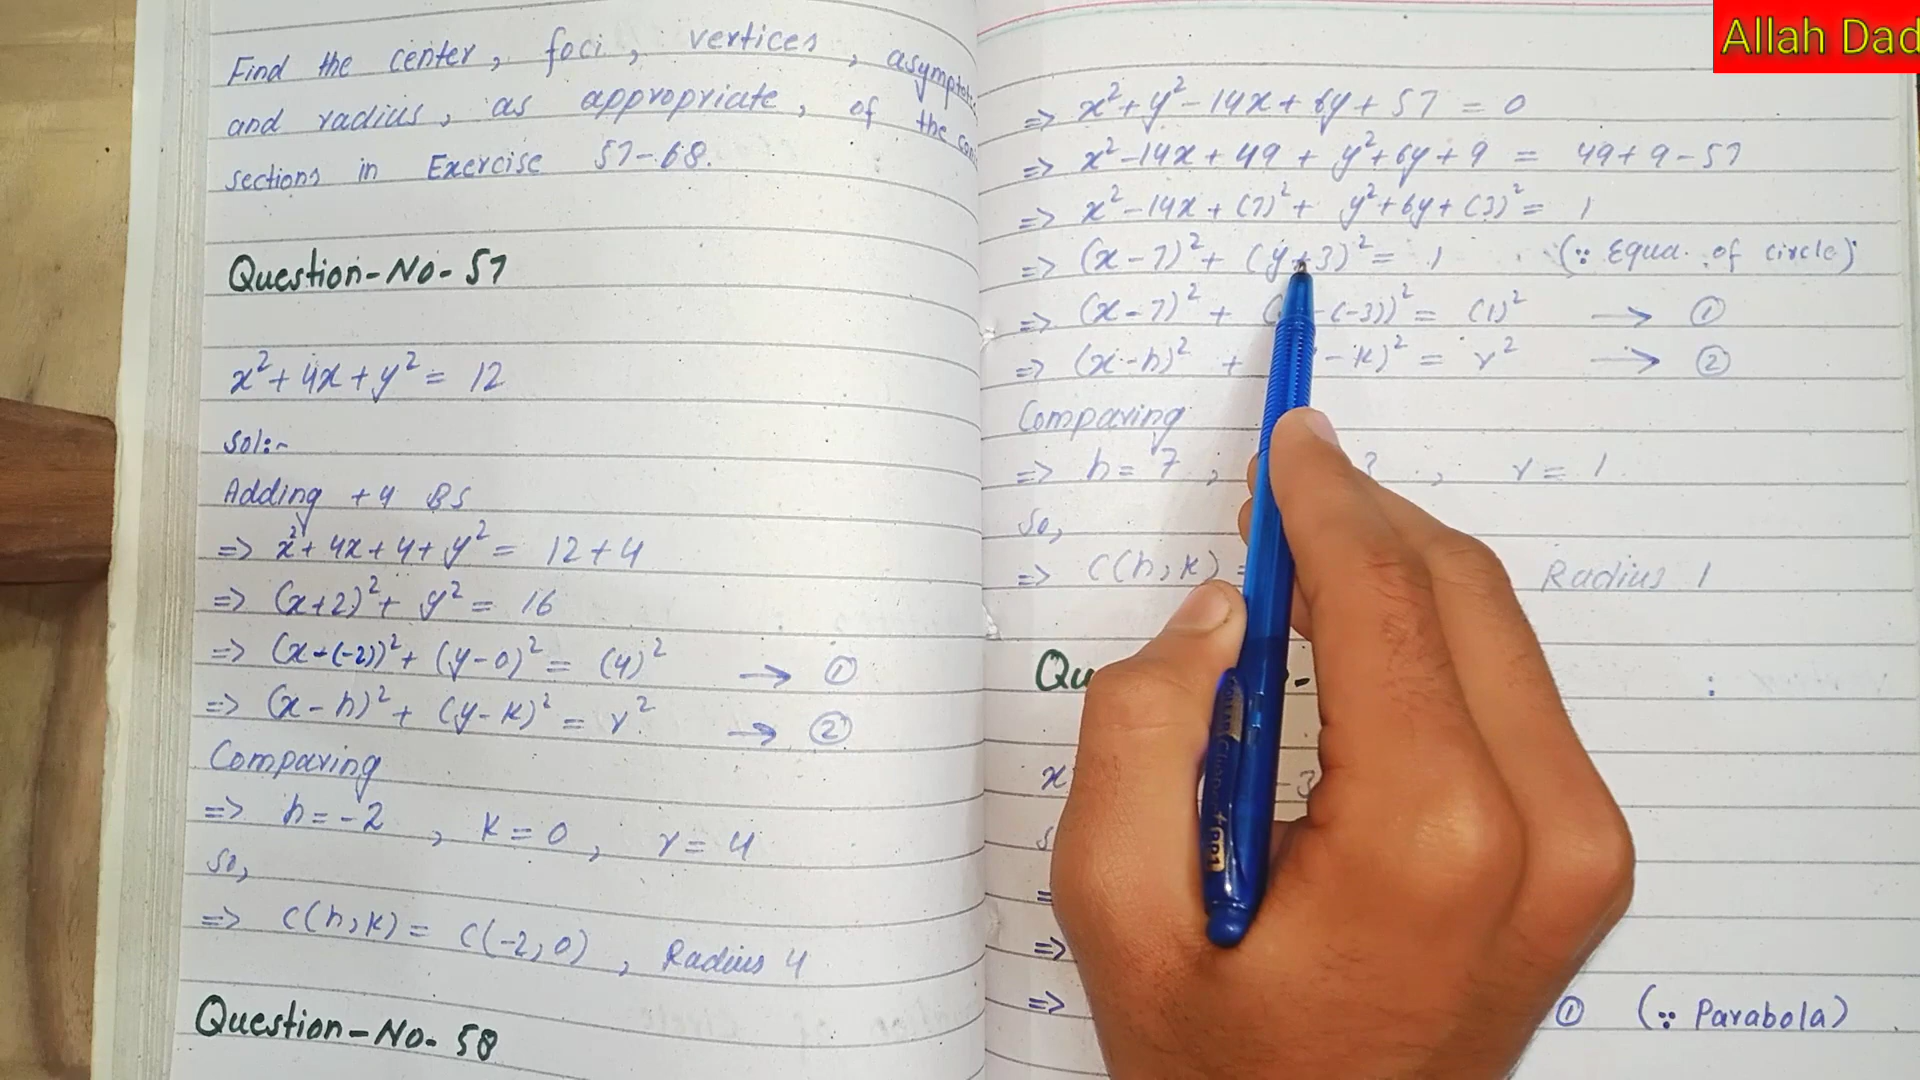 Find the center, foci, vertices,
and radius, as appropriate, of the
sections in Exercise 57-68.
Question-No-57
x²+4x+y² = 12
Sol:-
Adding +4 BS
=> x²+4x+4+y² = 12+4
=> (x+2)²+ y² = 16
=> (x-(-2))²+ (y-0)² = (4)² → ①
=> (x-h)²+ (y-k)² = r² → ②
Comparing
=> h=-2, k=0, r=4
So,
=> C(h,k) = C(-2,0), Radius 4
Question-No-58
Allah Dad
=> x²+y²-14x+6y+57 = 0
=> x²-14x+49 + y²+6y+9 = 49+9-57
=> x²-14x+(7)²+ y²+6y+(3)² = 1
=> (x-7)²+ (y+3)² = 1 (∵ Equa. of circle)
=> (x-7)² + (-3))² = (1)² → ①
=> (x-h)² + -k)² = r² → ②
Comparing
=> h=7, 3, r=1
So,
=> C(h,k) = Radius 1
=>
=>
=> ① (∵ Parabola)